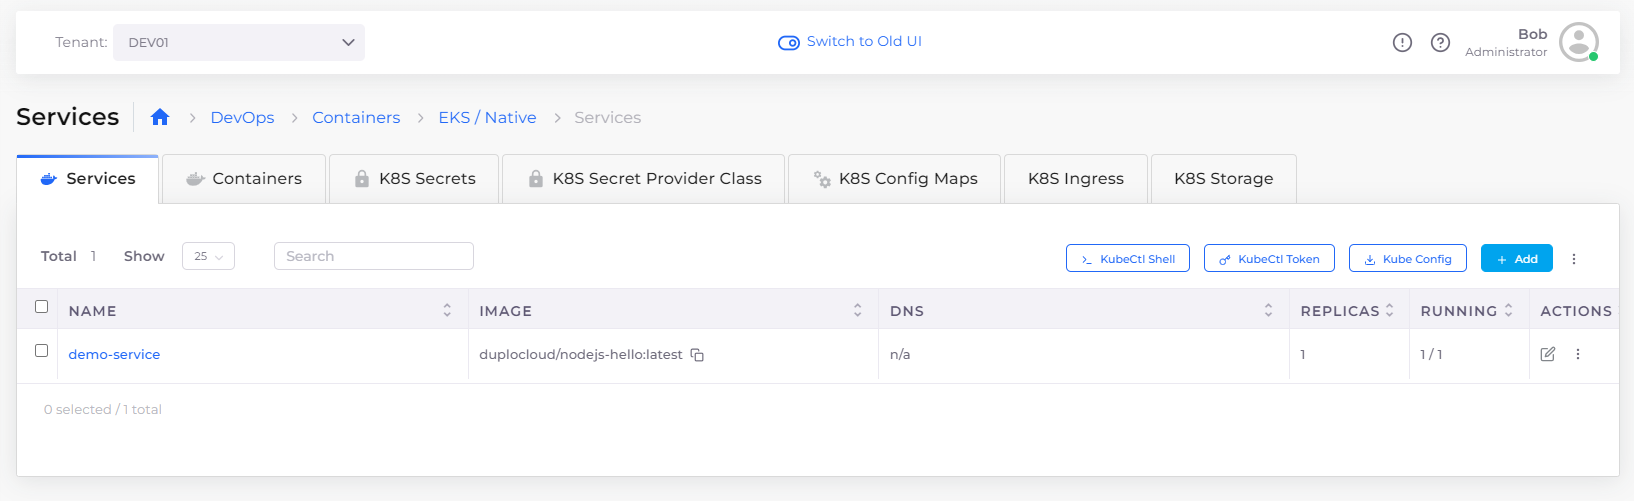 Tenant: DEV01 Switch to Old UI Bob
Administrator
Services DevOps Containers EKS / Native Services
Services Containers K8S Secrets K8S Secret Provider Class K8S Config Maps K8S Ingress K8S Storage
Total 1 Show 25 Search KubeCtl Shell KubeCtl Token Kube Config + Add
NAME IMAGE DNS REPLICAS RUNNING ACTIONS
demo-service duplocloud/nodejs-hello:latest n/a 1 1 / 1
0 selected / 1 total